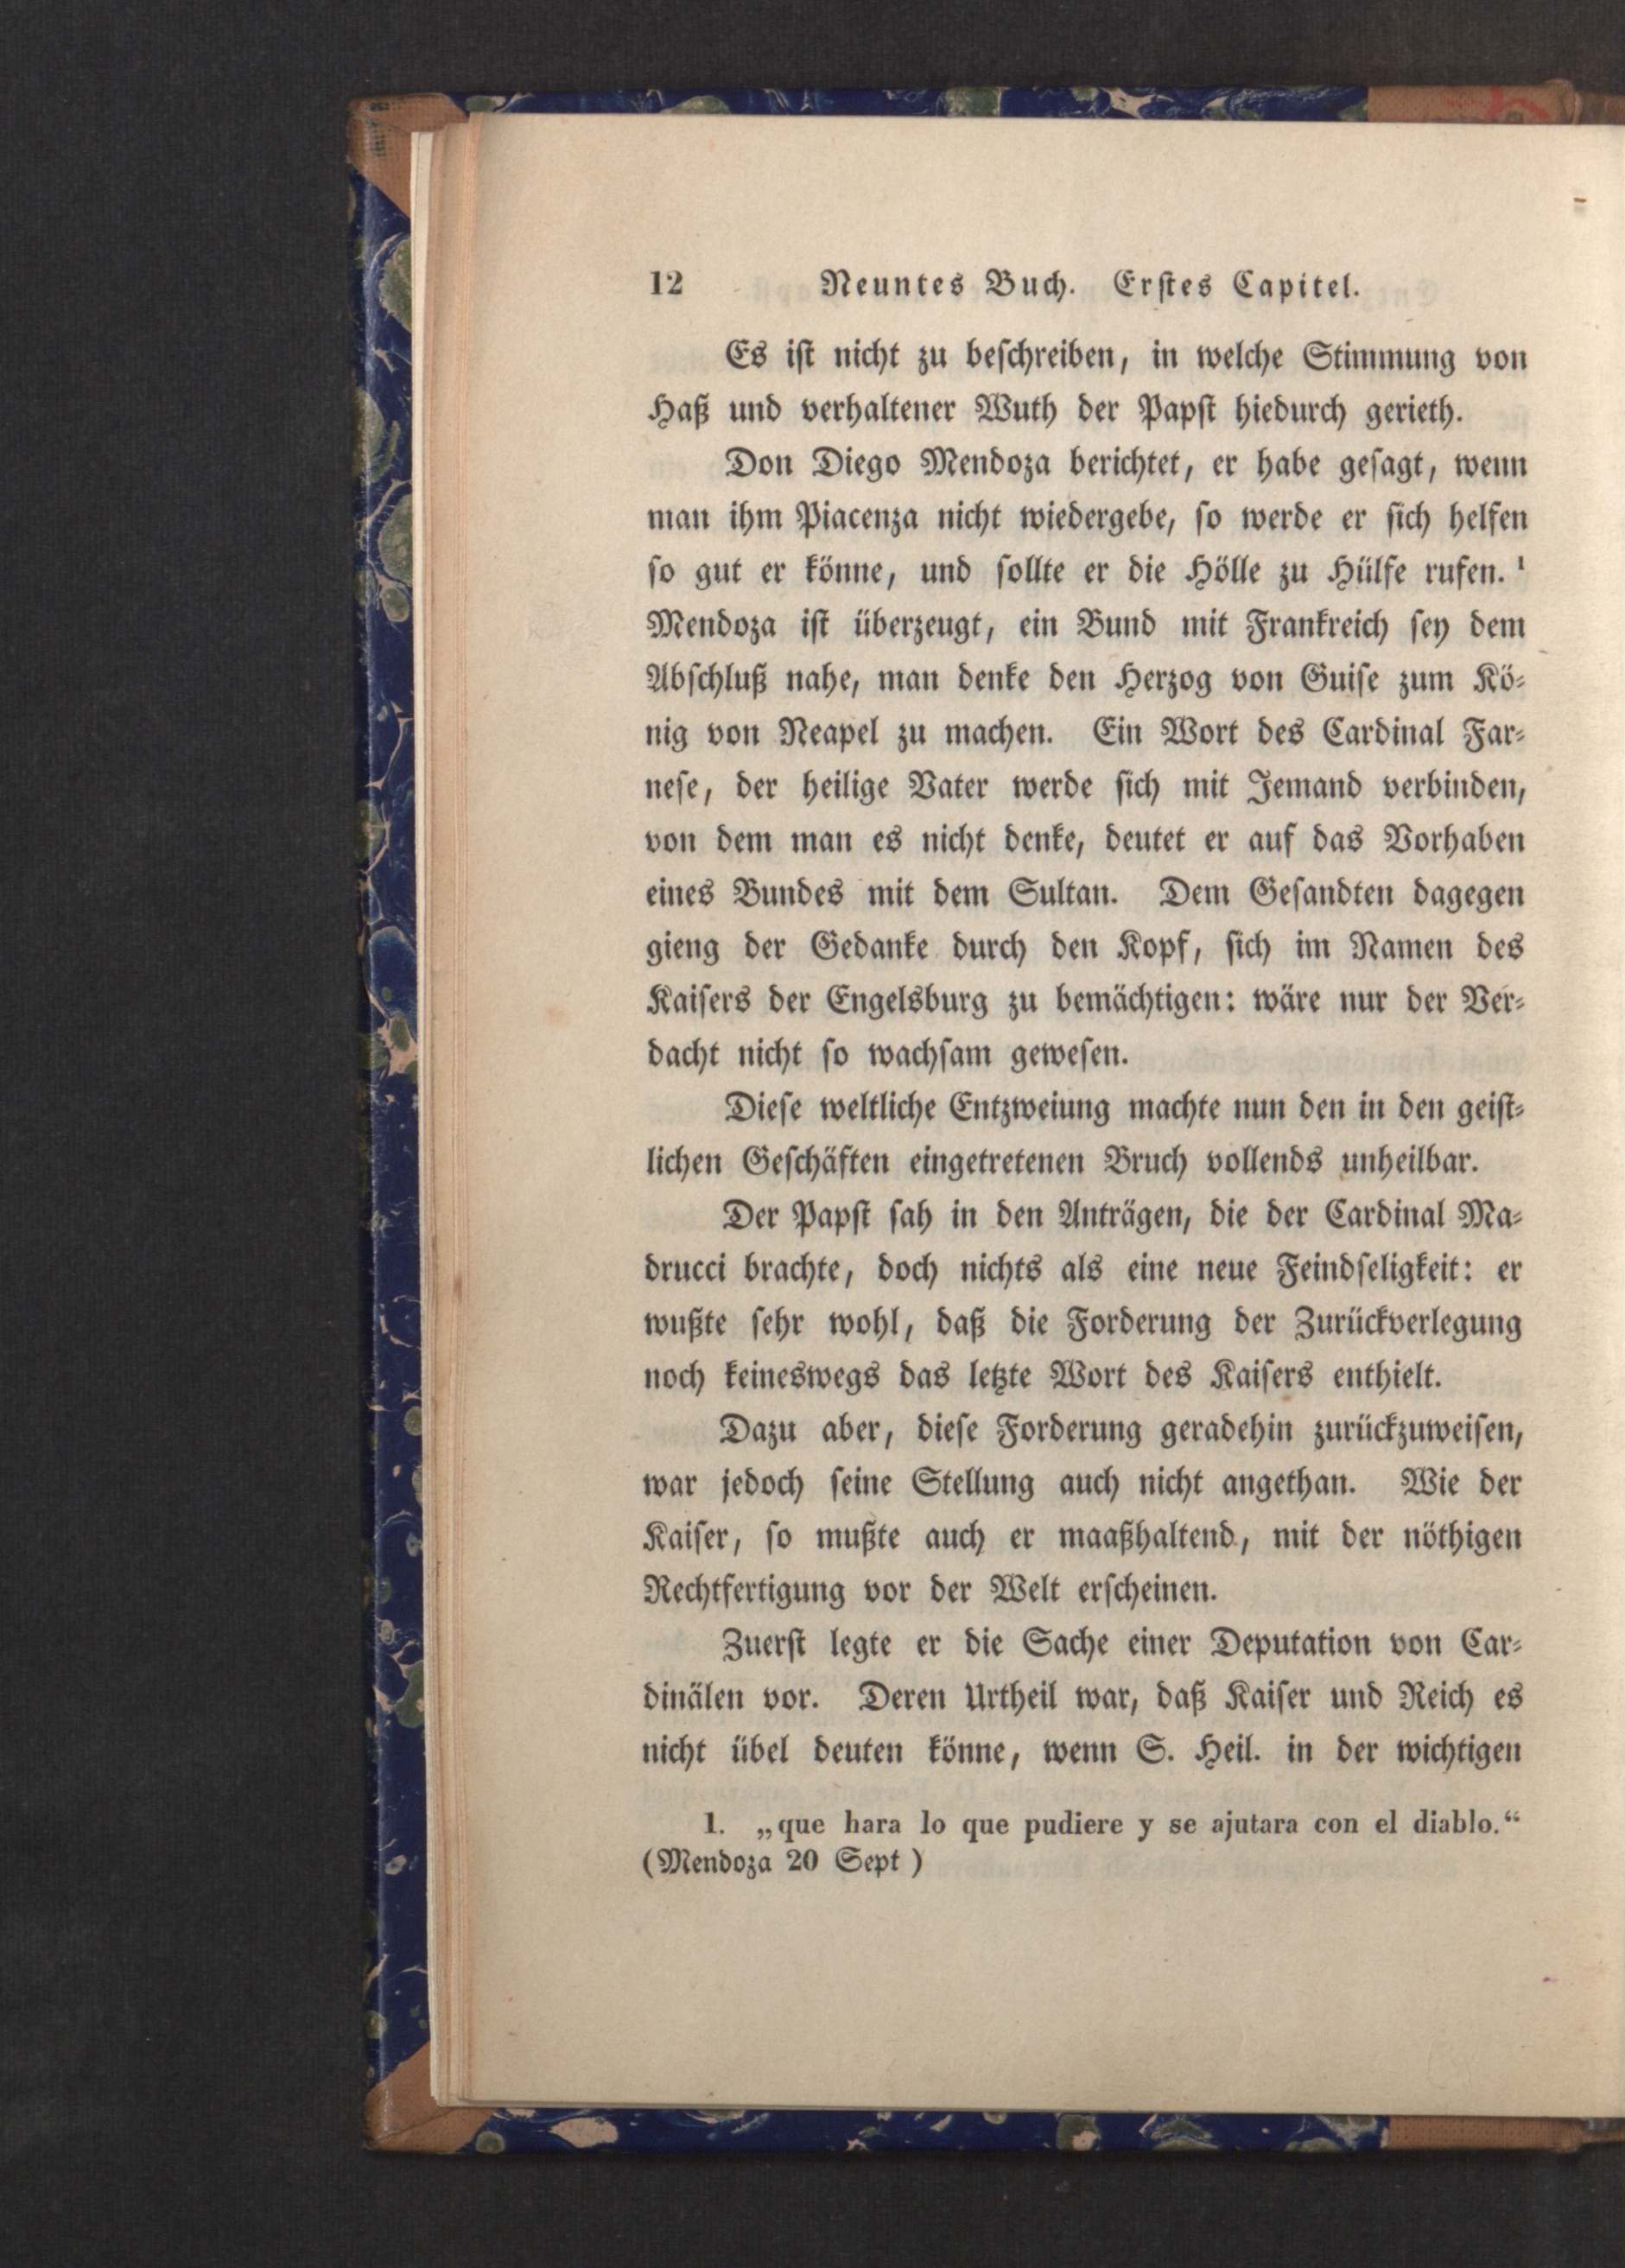 12 Neuntes Buch. Erstes Capitel.
Es ist nicht zu beschreiben, in welche Stimmung von
Haß und verhaltener Wuth der Papst hiedurch gerieth.
Don Diego Mendoza berichtet, er habe gesagt, wenn
man ihm Piacenza nicht wiedergebe, so werde er sich helfen
so gut er könne, und sollte er die Hölle zu Hülfe rufen. 1
Mendoza ist überzeugt, ein Bund mit Frankreich sey dem
Abschluß nahe, man denke den Herzog von Guise zum Kö-
nig von Neapel zu machen. Ein Wort des Cardinal Far-
nese, der heilige Vater werde sich mit Jemand verbinden,
von dem man es nicht denke, deutet er auf das Vorhaben
eines Bundes mit dem Sultan. Dem Gesandten dagegen
gieng der Gedanke durch den Kopf, sich im Namen des
Kaisers der Engelsburg zu bemächtigen: wäre nur der Ver-
dacht nicht so wachsam gewesen.
Diese weltliche Entzweiung machte nun den in den geist-
lichen Geschäften eingetretenen Bruch vollends unheilbar.
Der Papst sah in den Anträgen, die der Cardinal Ma-
drucci brachte, doch nichts als eine neue Feindseligkeit: er
wußte sehr wohl, daß die Forderung der Zurückverlegung
noch keineswegs das letzte Wort des Kaisers enthielt.
Dazu aber, diese Forderung geradehin zurückzuweisen,
war jedoch seine Stellung auch nicht angethan. Wie der
Kaiser, so mußte auch er maaßhaltend, mit der nöthigen
Rechtfertigung vor der Welt erscheinen.
Zuerst legte er die Sache einer Deputation von Car-
dinälen vor. Deren Urtheil war, daß Kaiser und Reich es
nicht übel deuten könne, wenn S. Heil. in der wichtigen
1. „que hara lo que pudiere y se ajutara con el diablo.“
(Mendoza 20 Sept )